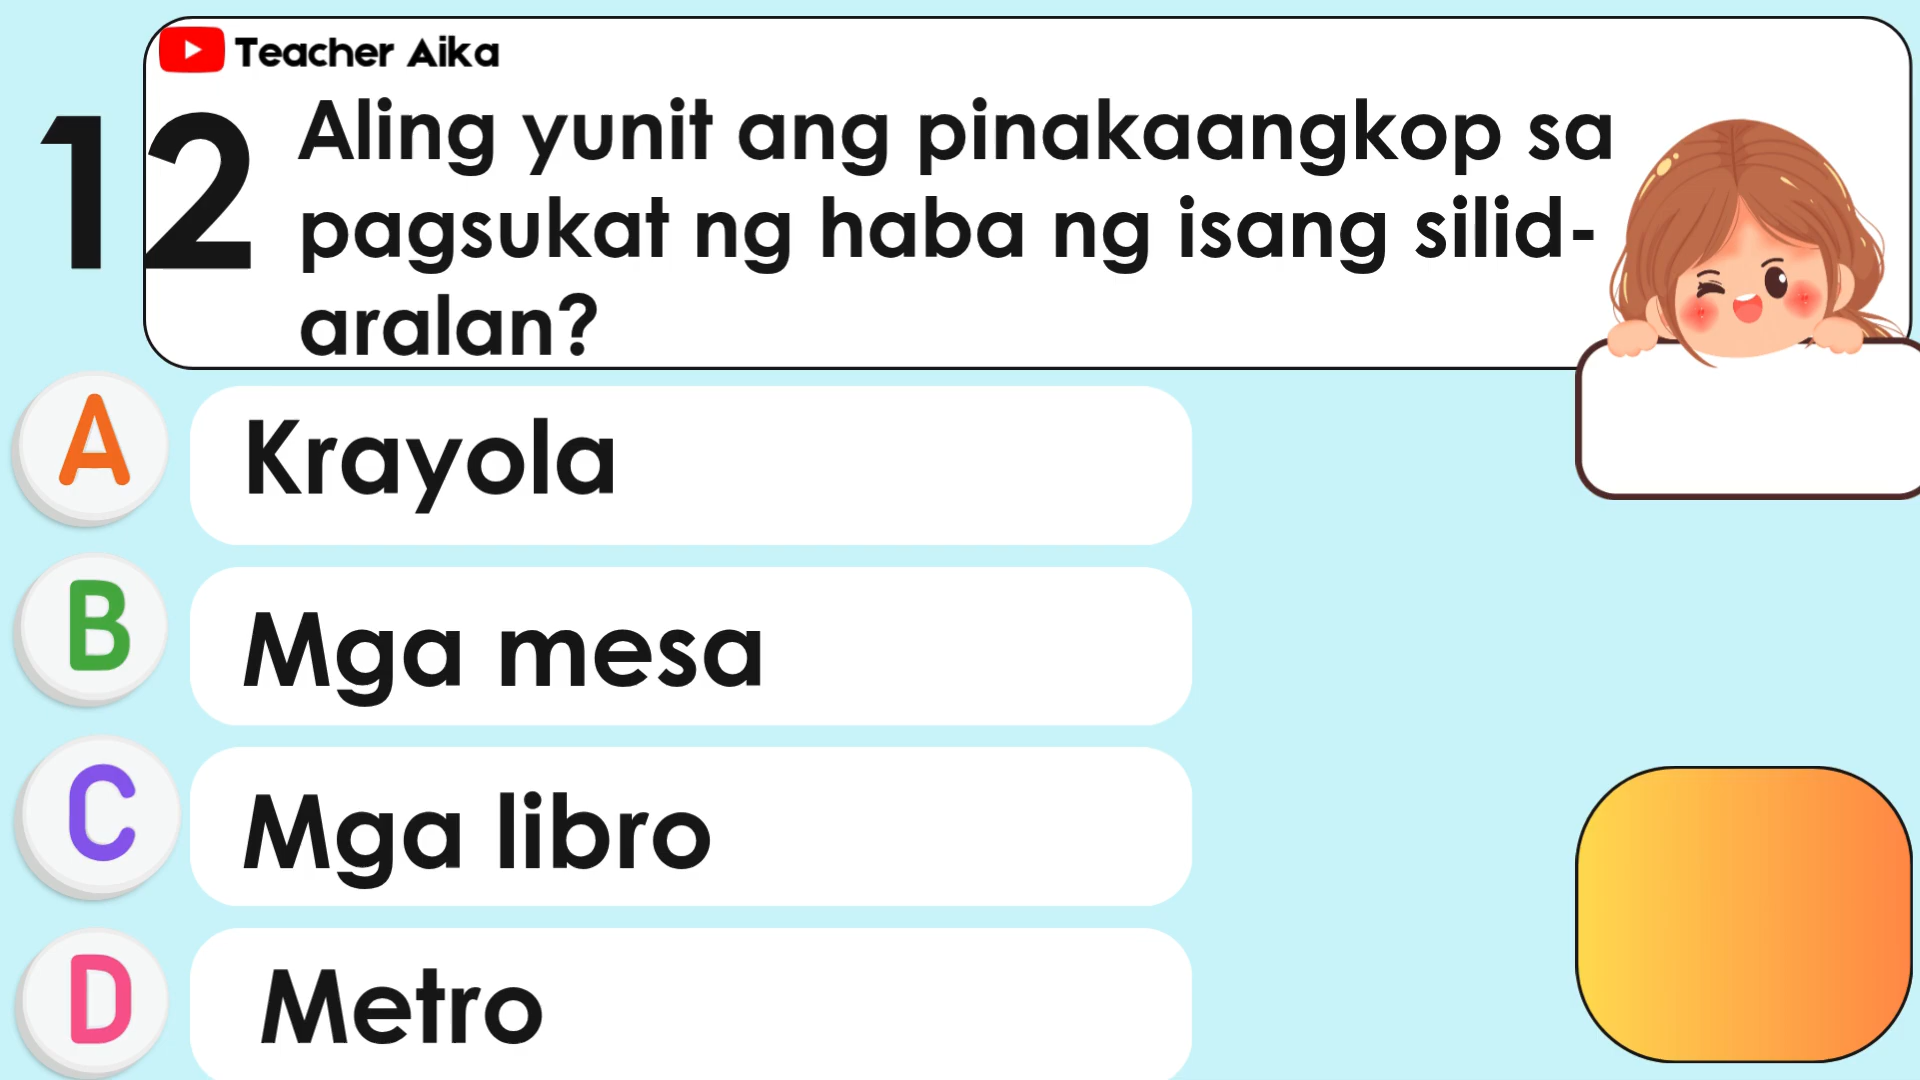 Teacher Aika
12
Aling yunit ang pinakaangkop sa
pagsukat ng haba ng isang silid-
aralan?
A
Krayola
B
Mga mesa
C
Mga libro
D
Metro